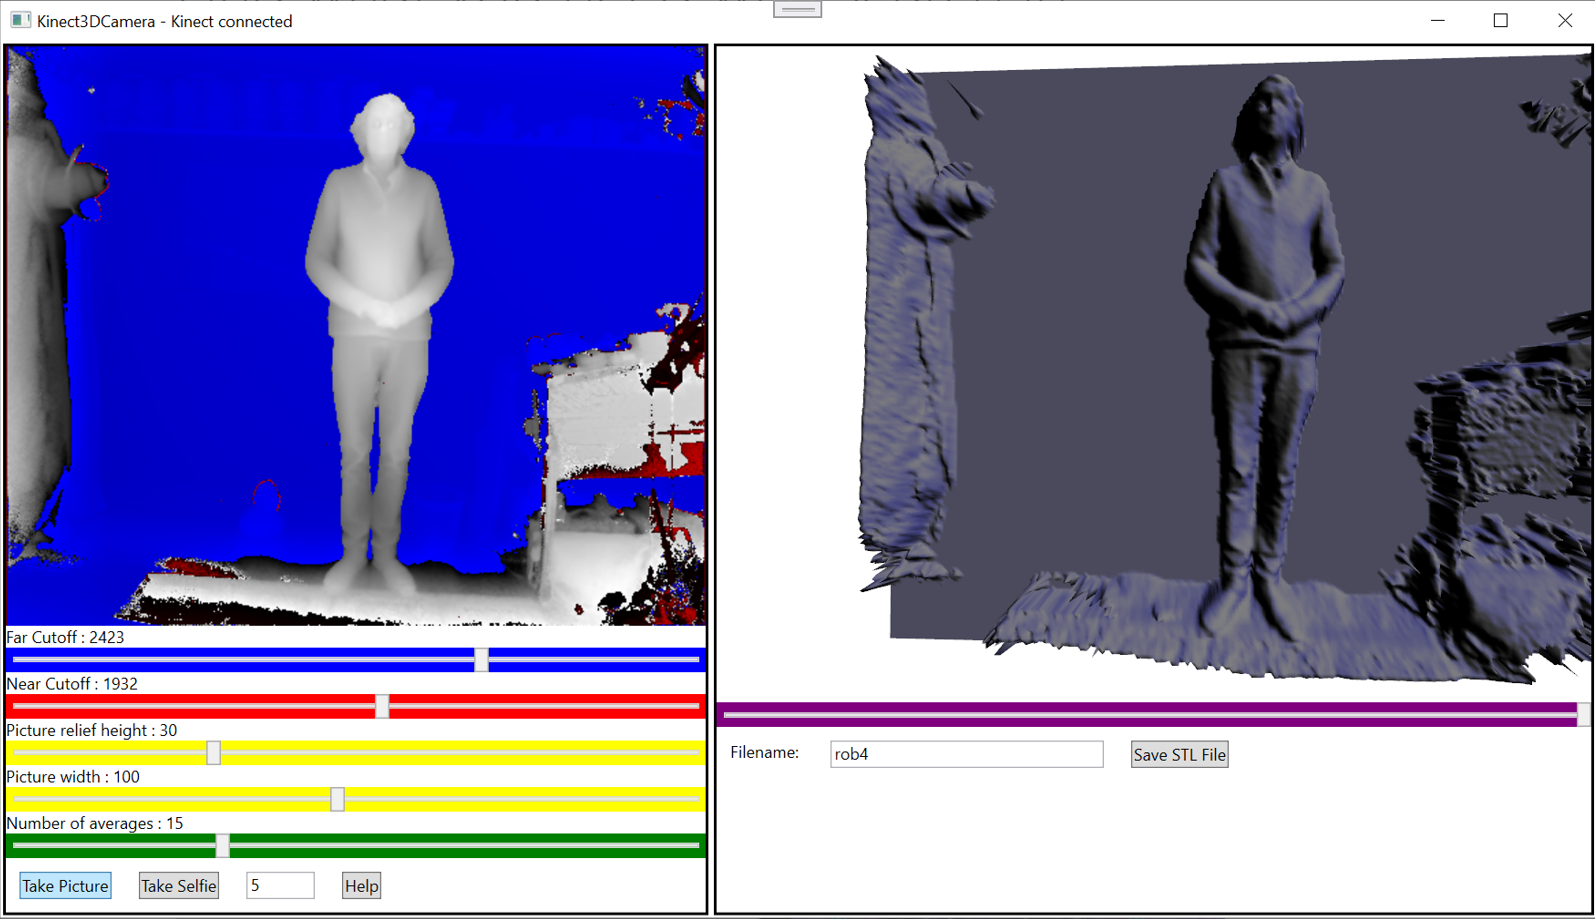 Kinect3DCamera - Kinect connected
Far Cutoff : 2423
Near Cutoff : 1932
Picture relief height : 30
Picture width : 100
Number of averages : 15
Take Picture Take Selfie 5 Help
Filename: rob4 Save STL File